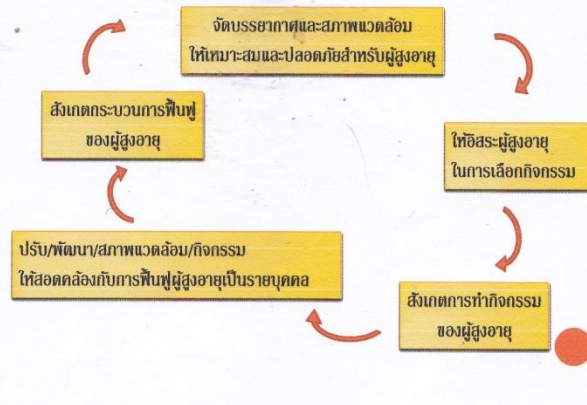 จัดบรรยากาศและสภาพแวดล้อม
ให้เหมาะสมและปลอดภัยสำหรับผู้สูงอายุ
ให้อิสระผู้สูงอายุ
ในการเลือกกิจกรรม
สังเกตการทำกิจกรรม
ของผู้สูงอายุ
ปรับ/พัฒนา/สภาพแวดล้อม/กิจกรรม
ให้สอดคล้องกับการฟื้นฟูผู้สูงอายุเป็นรายบุคคล
สังเกตกระบวนการฟื้นฟู
ของผู้สูงอายุ